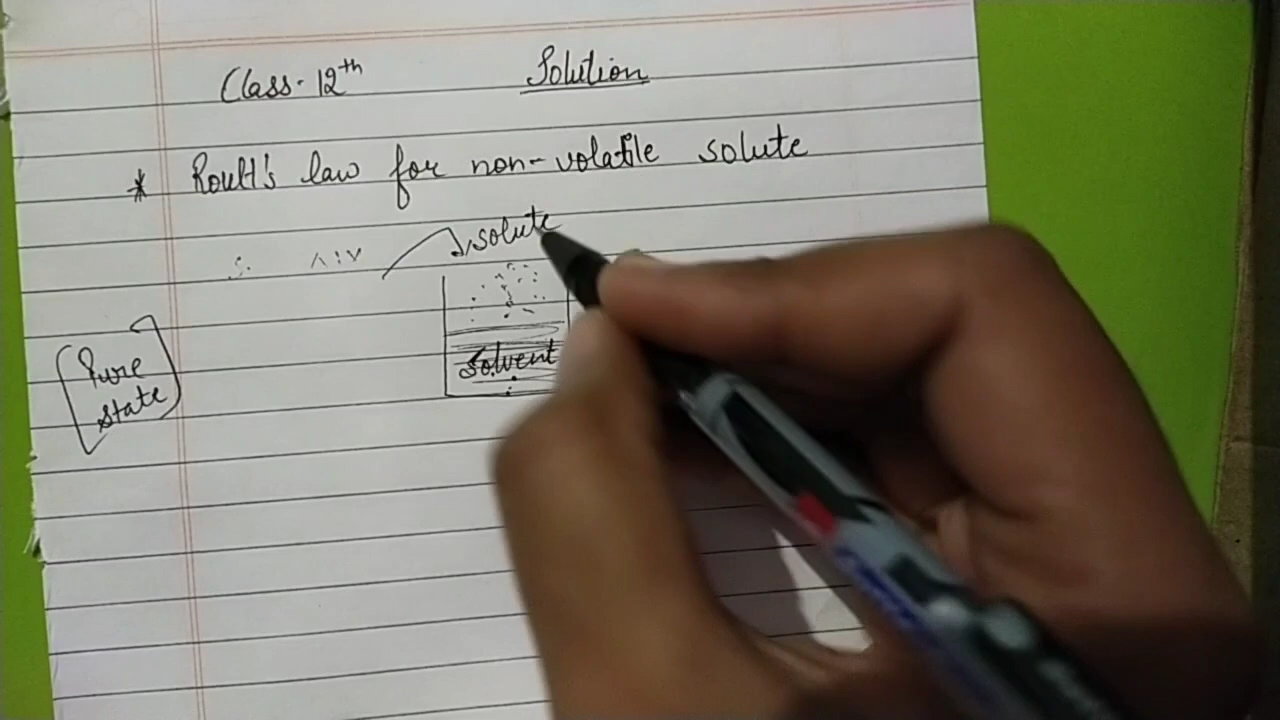 Class-12th
Solution
* Roult's law for non-volatile solute
solute
Pure
state
solvent